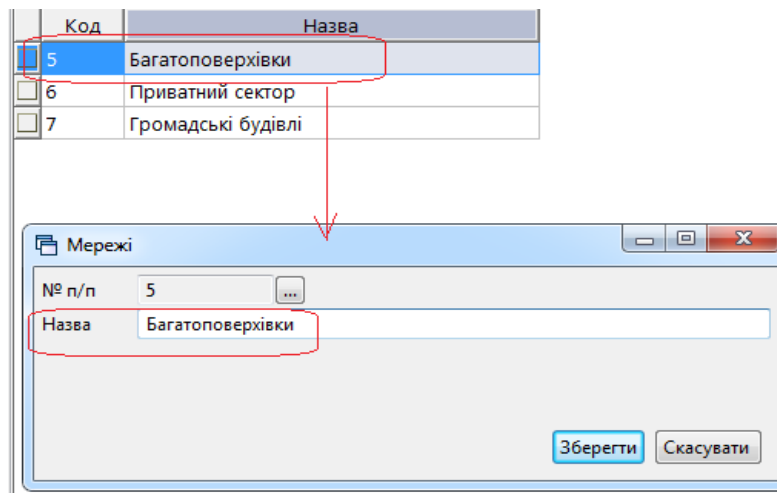 Код Назва
5 Багатоповерхівки
6 Приватний сектор
7 Громадські будівлі
Мережі
№ п/п 5 ...
Назва Багатоповерхівки
Зберегти Скасувати